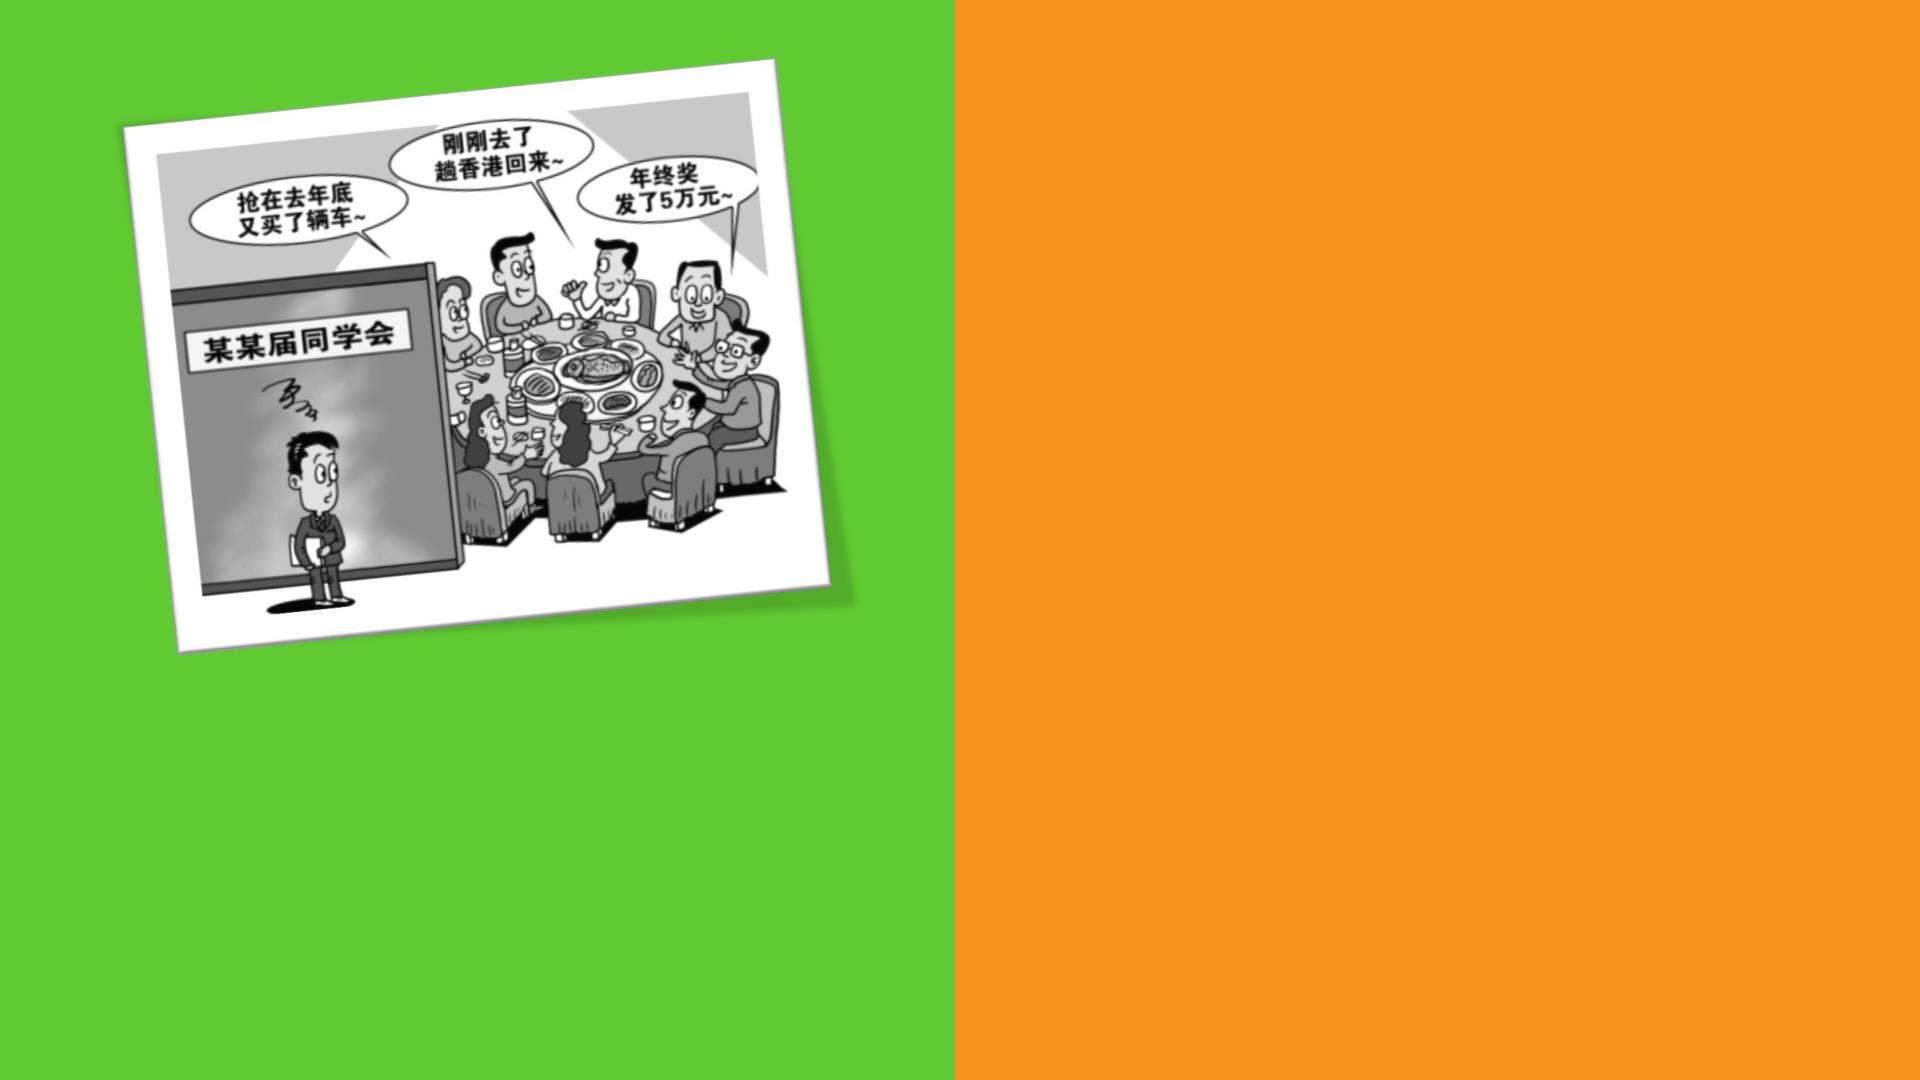 刚刚去了
趟香港回来~
年终奖
发了5万元~
抢在去年底
又买了辆车~
某某届同学会